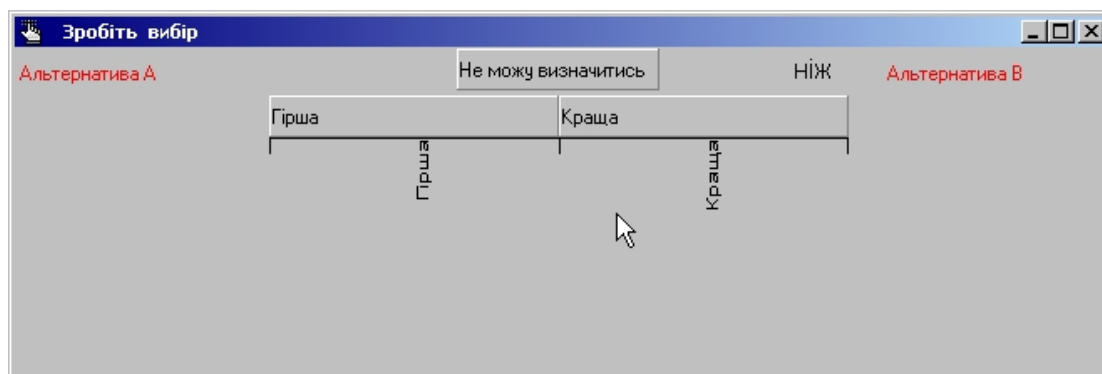 Зробіть вибір
Альтернатива А
Не можу визначитись
ніж
Альтернатива В
Гірша
Краща
Гірша
Краща